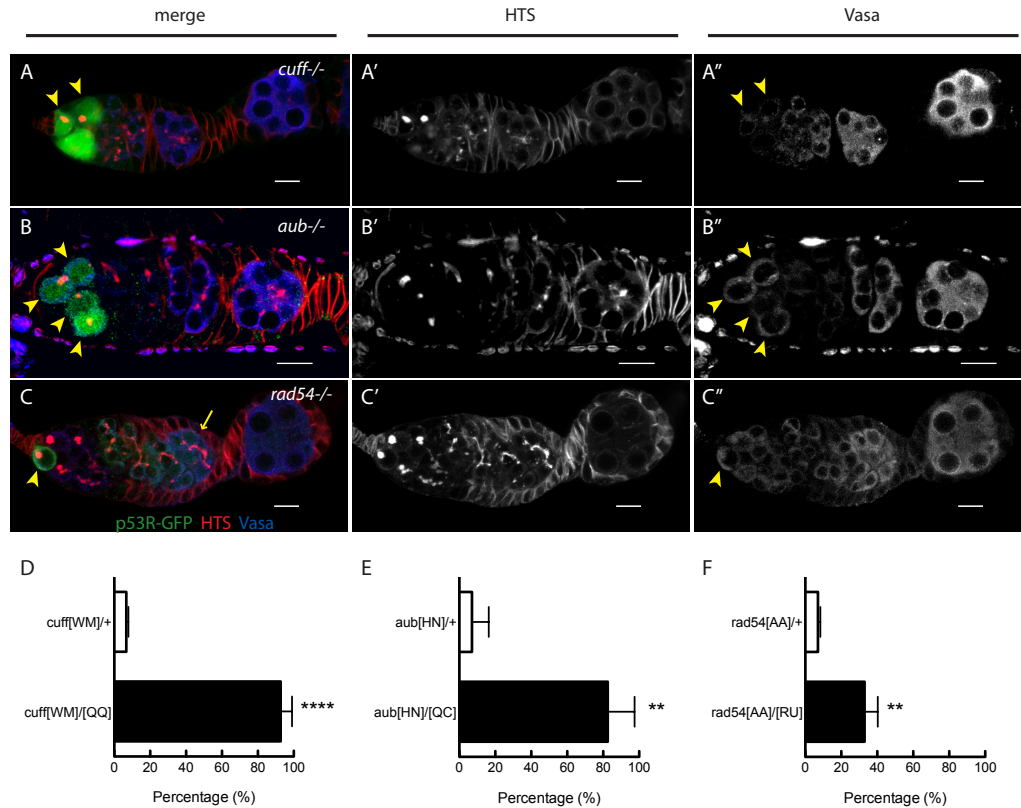 merge HTS Vasa
A cuff-/- A' A"
B aub-/- B' B"
C rad54-/- C' C"
p53R-GFP HTS Vasa
D E F
cuff[WM]/+ aub[HN]/+ rad54[AA]/+
cuff[WM]/[QQ] **** aub[HN]/[QC] ** rad54[AA]/[RU] **
0 20 40 60 80 100 0 20 40 60 80 100 0 20 40 60 80 100
Percentage (%) Percentage (%) Percentage (%)